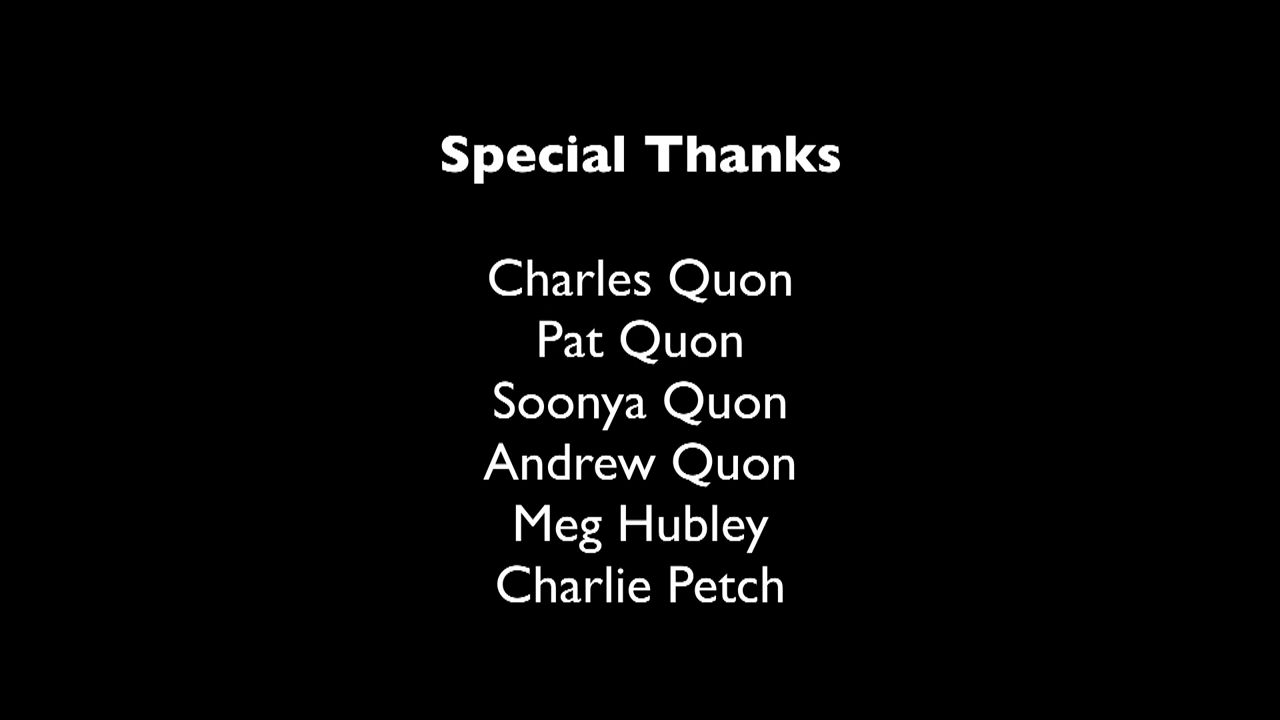 Special Thanks
Charles Quon
Pat Quon
Soonya Quon
Andrew Quon
Meg Hubley
Charlie Petch